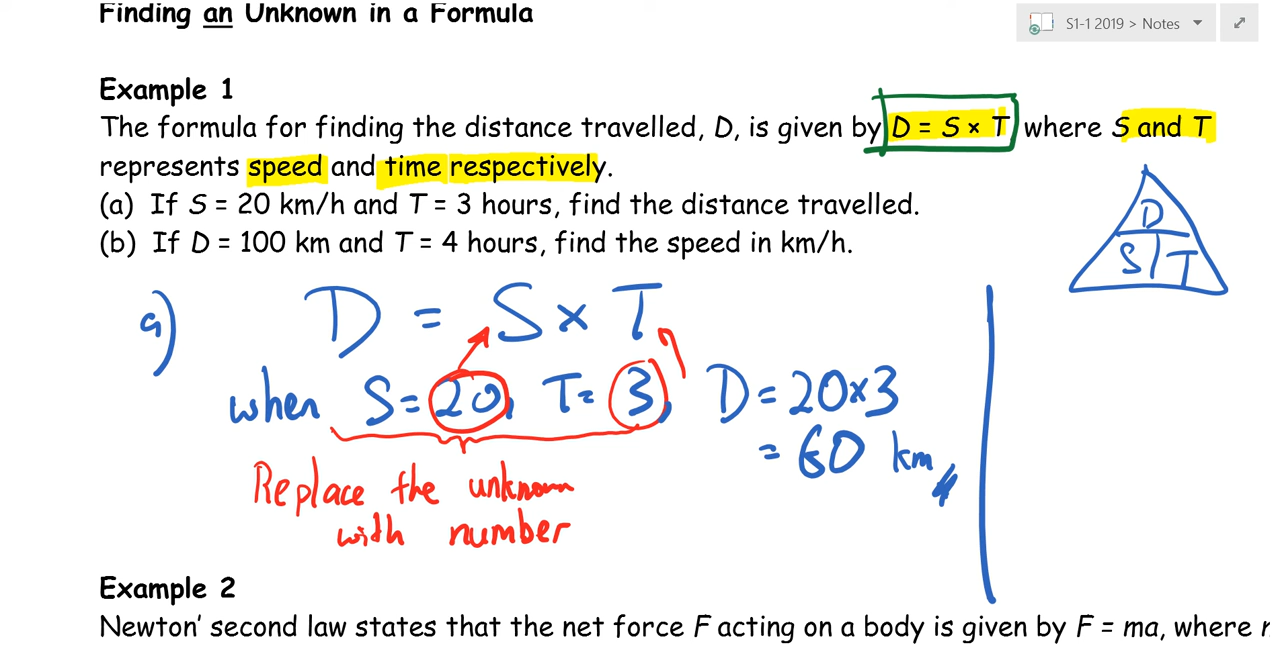 Finding an Unknown in a Formula
S1-1 2019 > Notes
Example 1
The formula for finding the distance travelled, D, is given by D = S × T where S and T
represents speed and time respectively.
(a) If S = 20 km/h and T = 3 hours, find the distance travelled.
(b) If D = 100 km and T = 4 hours, find the speed in km/h.
D
S T
a) D = S × T
when S = 20, T = 3, D = 20 × 3
= 60 km
Replace the unknown
with number
Example 2
Newton' second law states that the net force F acting on a body is given by F = ma, where